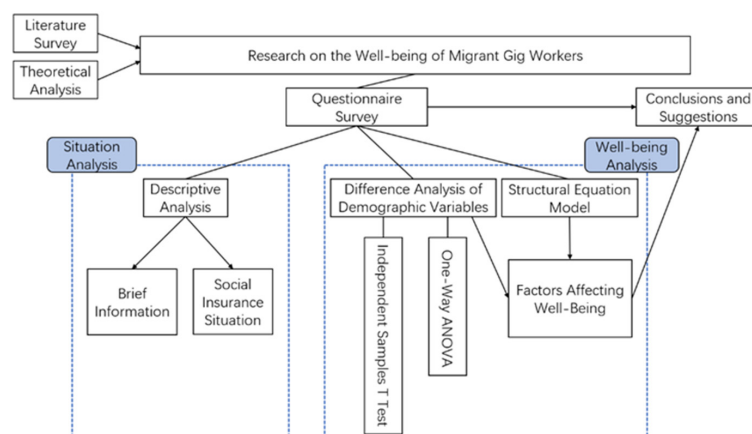 Literature
Survey
Research on the Well-being of Migrant Gig Workers
Theoretical
Analysis
Questionnaire
Survey
Conclusions and
Suggestions
Situation
Analysis
Well-being
Analysis
Descriptive
Analysis
Difference Analysis of
Demographic Variables
Structural Equation
Model
Brief
Information
Social
Insurance
Situation
Independent Samples T Test
One-Way ANOVA
Factors Affecting
Well-Being